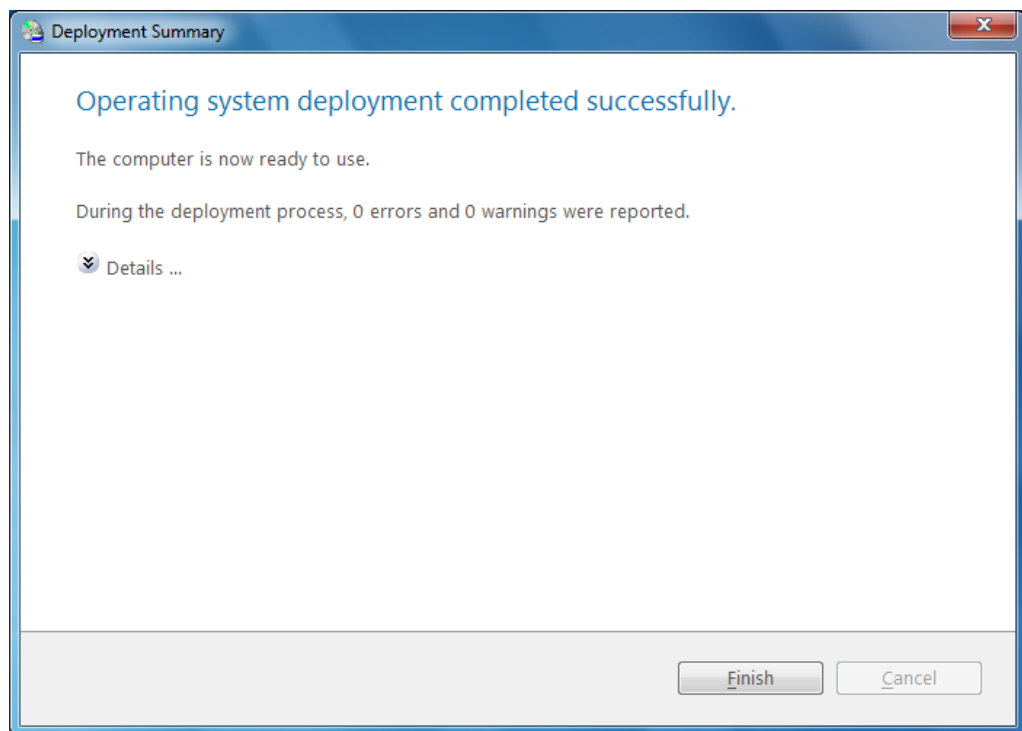 Deployment Summary
Operating system deployment completed successfully.
The computer is now ready to use.
During the deployment process, 0 errors and 0 warnings were reported.
Details ...
Finish Cancel